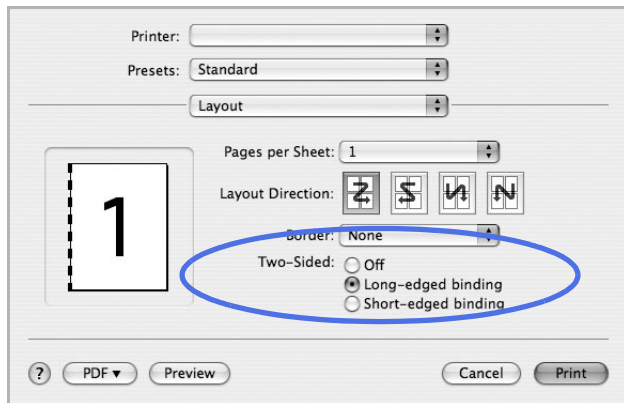 Printer:
Presets: Standard
Layout
Pages per Sheet: 1
1
Layout Direction:
Border: None
Two-Sided: Off
Long-edged binding
Short-edged binding
? PDF▼ Preview Cancel Print